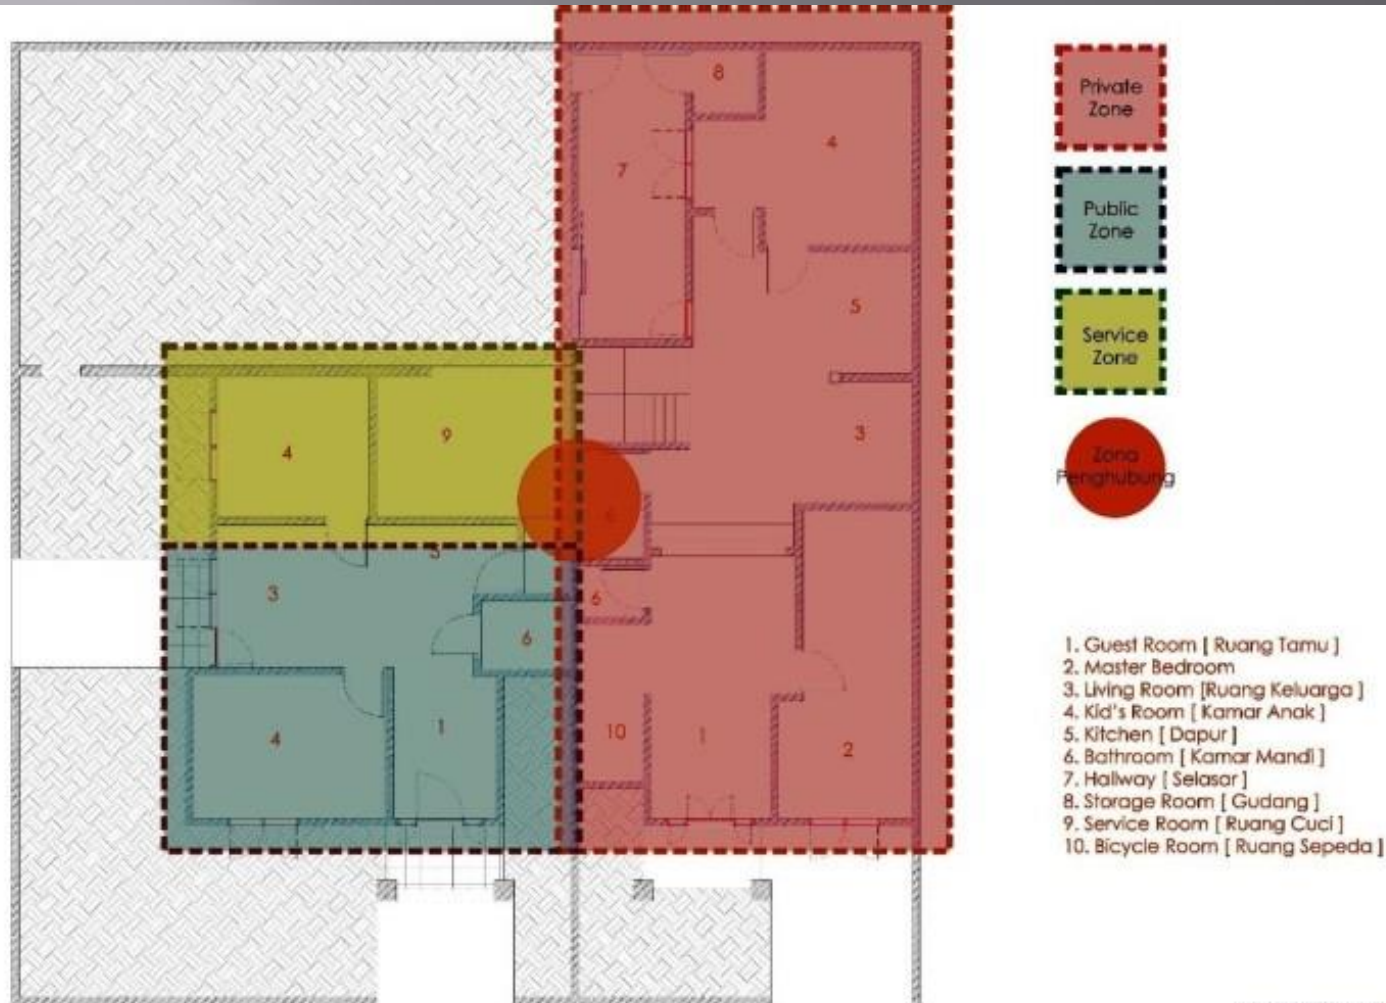 8
4
7
5
3
4
9
5
3
6
6
4
1
10
1
2
Private
Zone
Public
Zone
Service
Zone
Zona
Penghubung
1. Guest Room [ Ruang Tamu ]
2. Master Bedroom
3. Living Room [Ruang Keluarga ]
4. Kid's Room [ Kamar Anak ]
5. Kitchen [ Dapur ]
6. Bathroom [ Kamar Mandi ]
7. Hallway [ Selasar ]
8. Storage Room [ Gudang ]
9. Service Room [ Ruang Cuci ]
10. Bicycle Room [ Ruang Sepeda ]